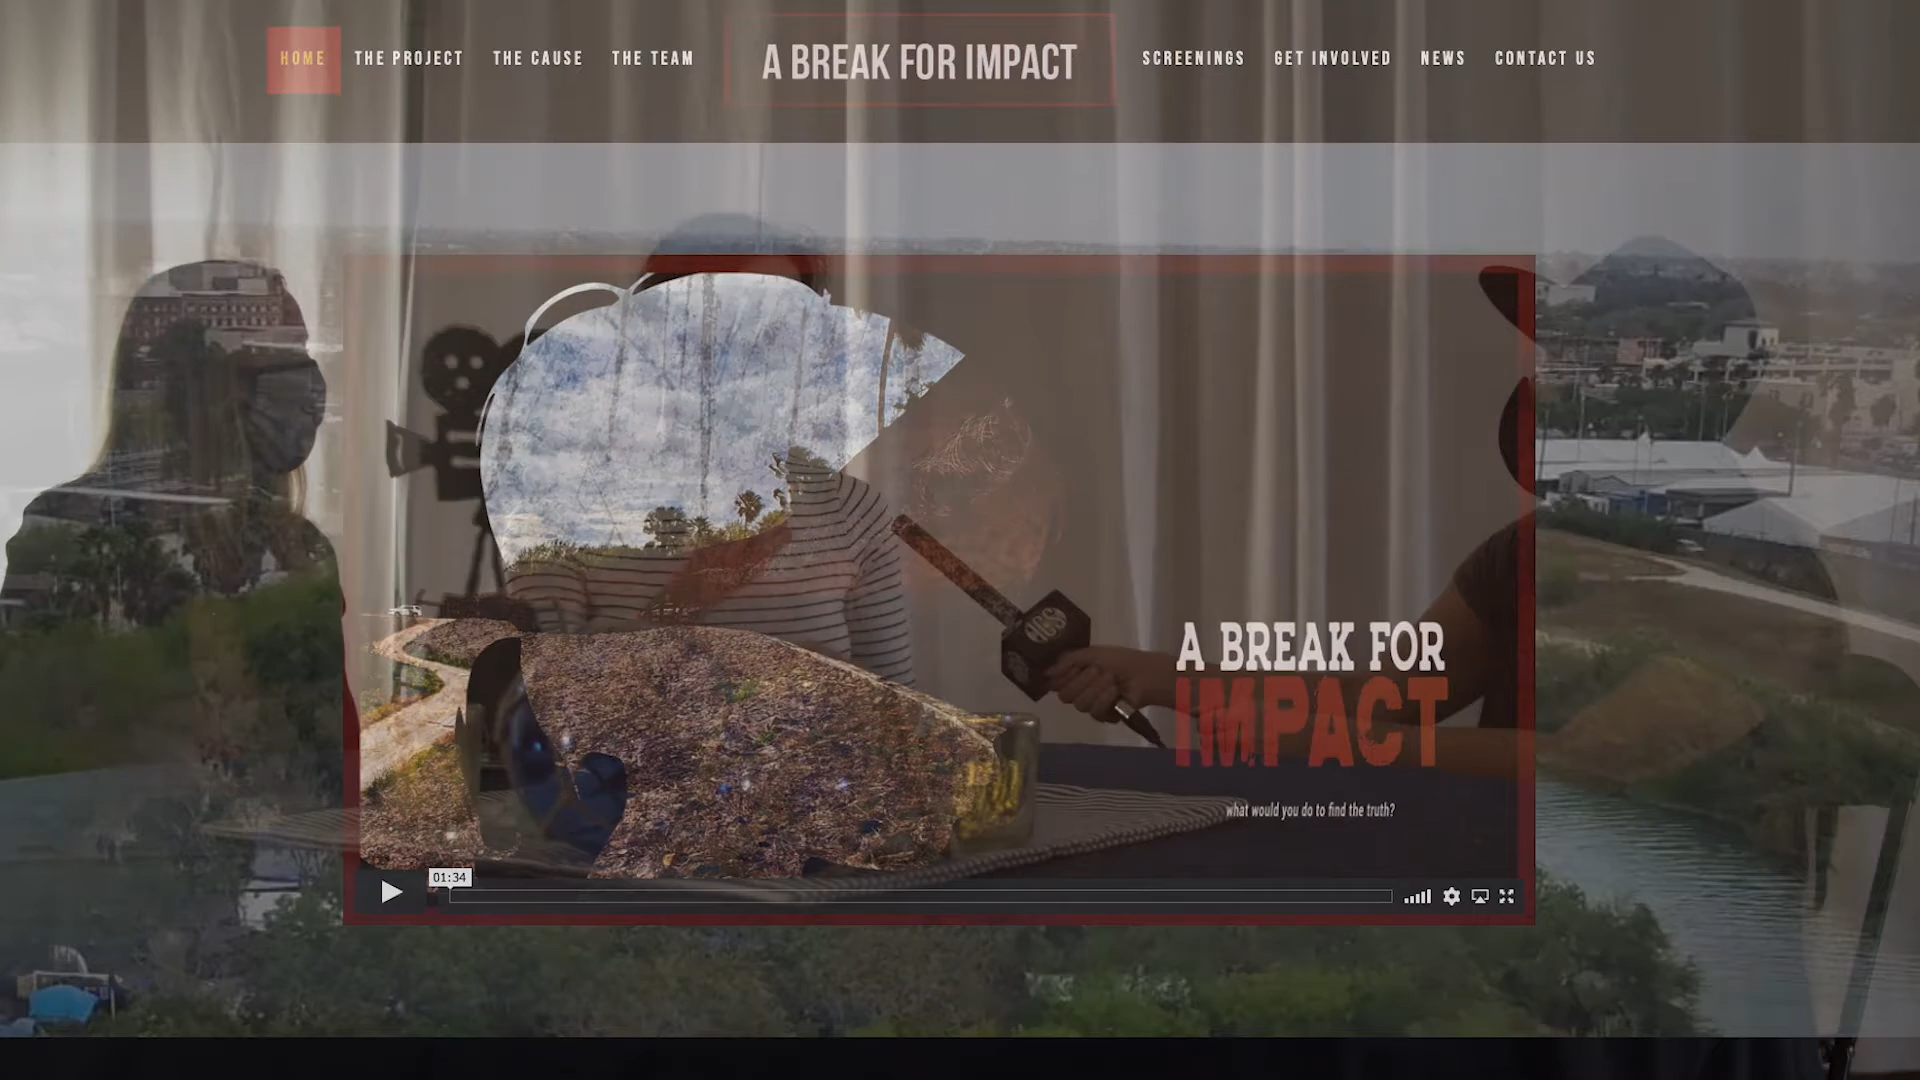 HOME
THE PROJECT
THE CAUSE
THE TEAM
A BREAK FOR IMPACT
SCREENINGS
GET INVOLVED
NEWS
CONTACT US
A BREAK FOR
IMPACT
what would you do to find the truth?
01:34